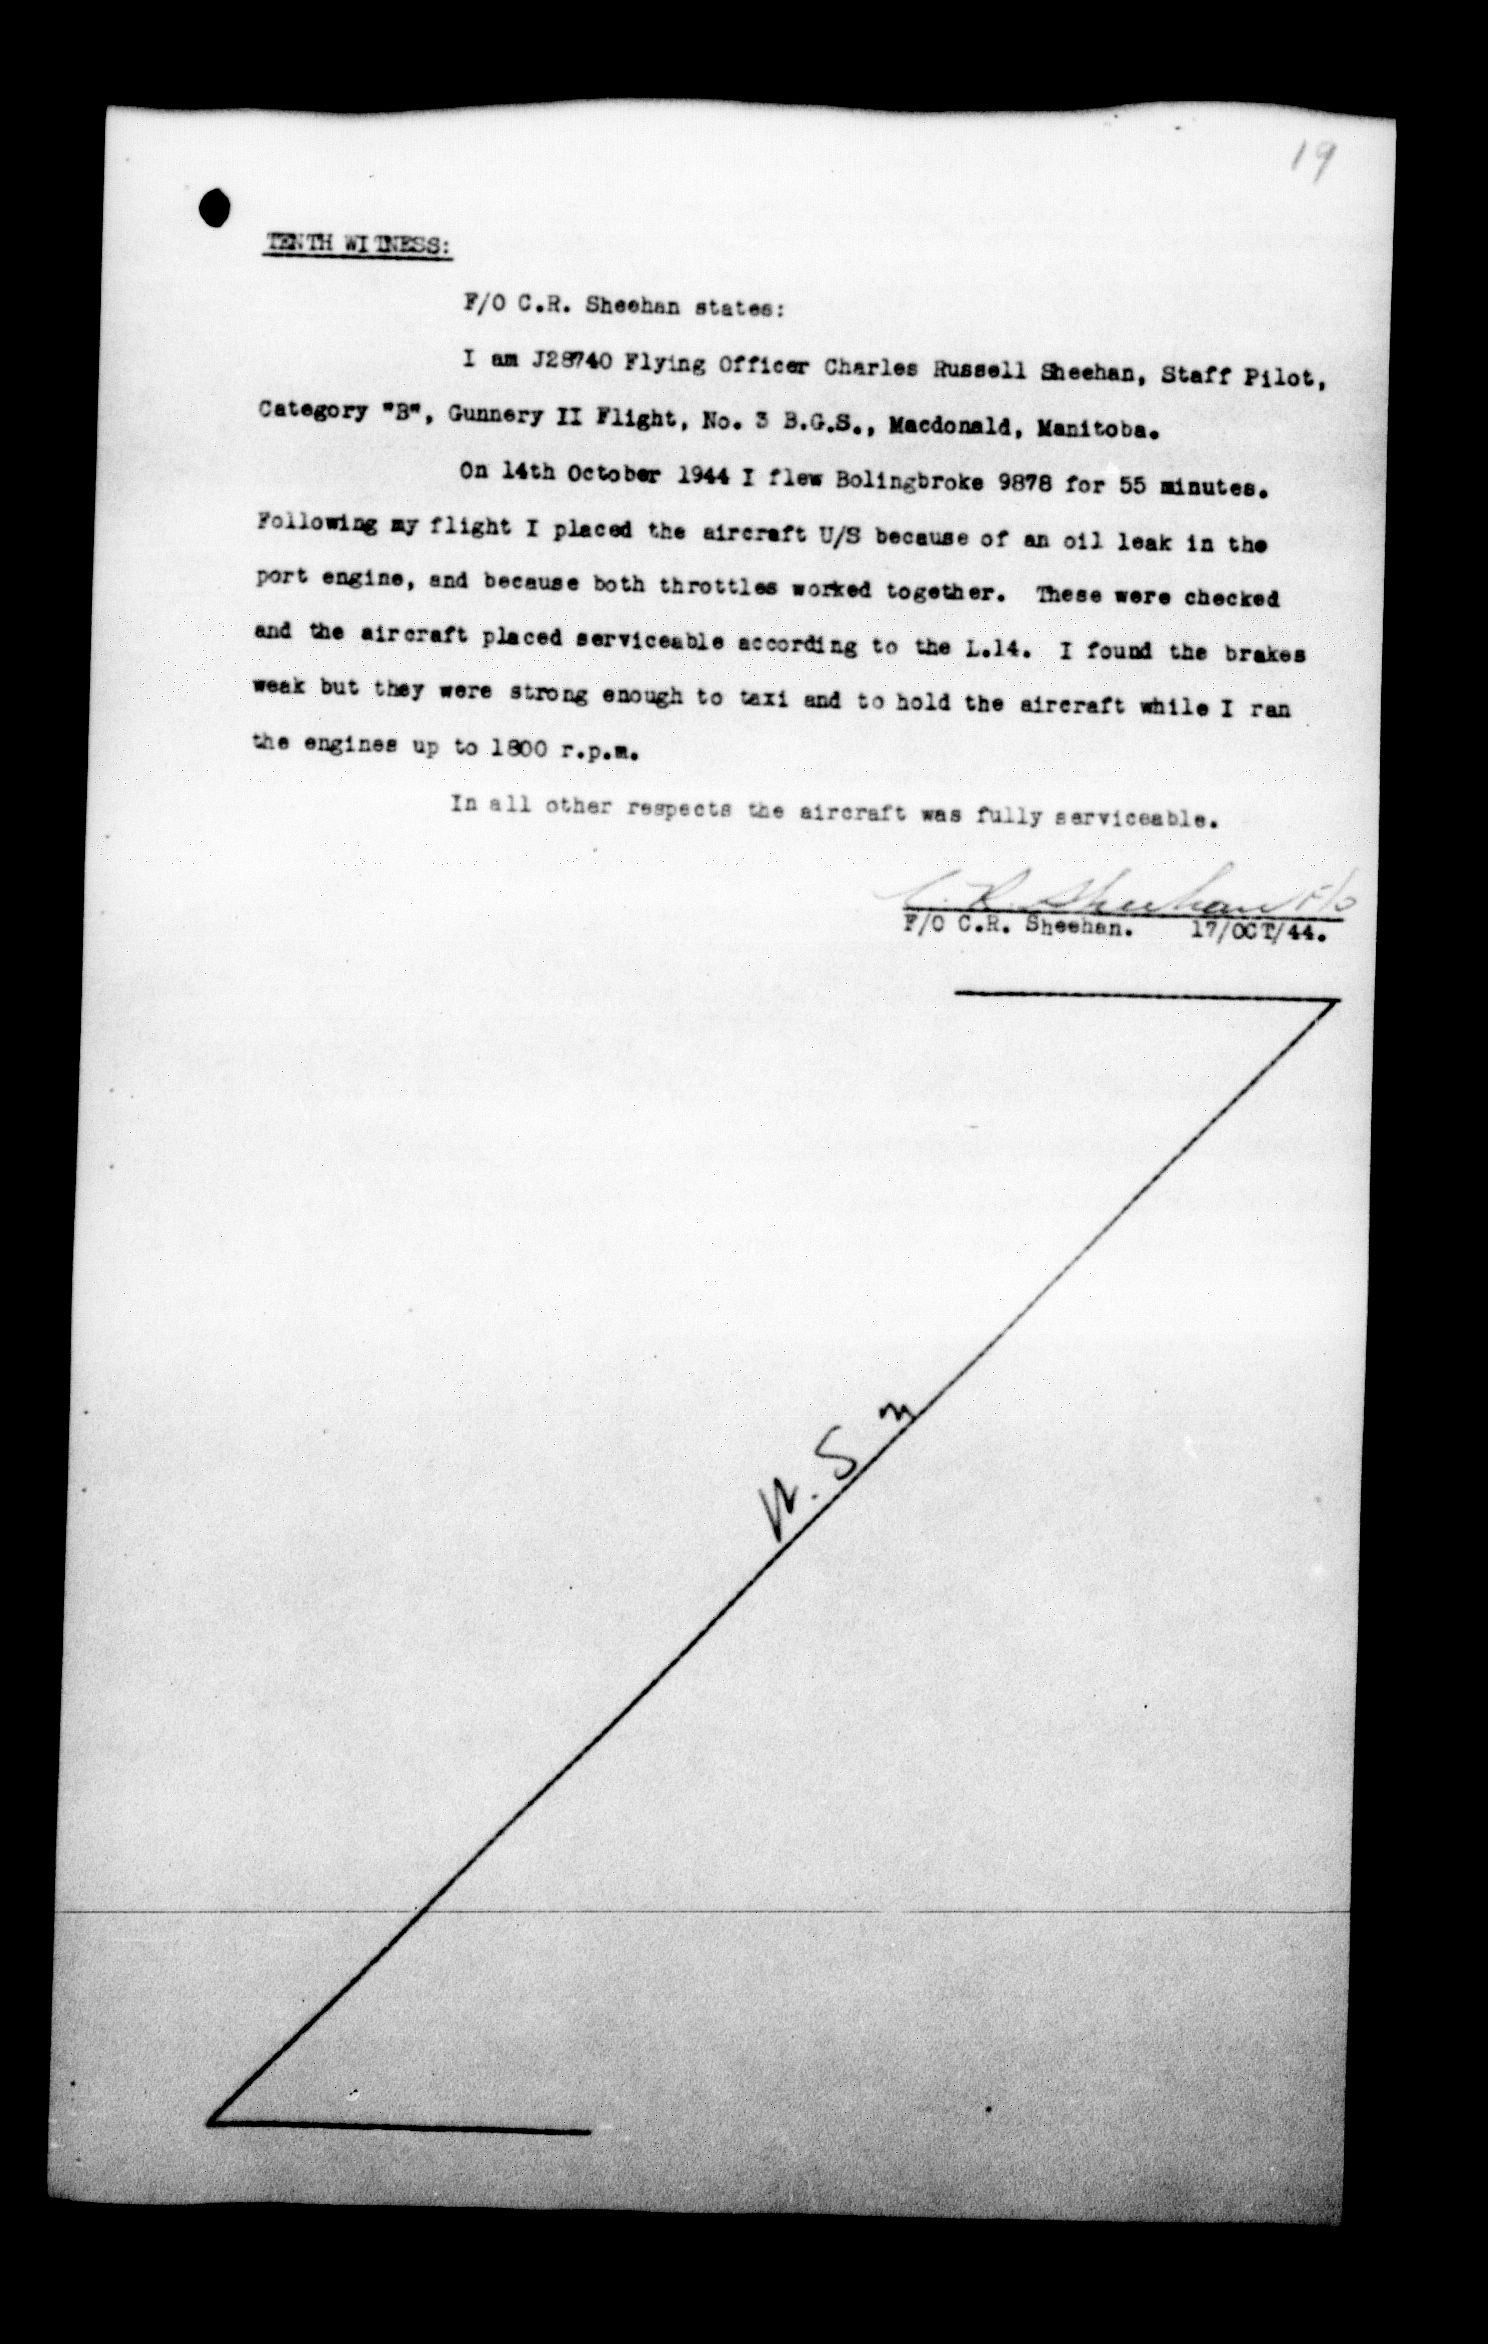 19
TENTH WITNESS:
F/O C.R. Sheehan states:
I am J28740 Flying Officer Charles Russell Sheehan, Staff Pilot,
Category "B", Gunnery II Flight, No. 3 B.G.S., Macdonald, Manitoba.
On 14th October 1944 I flew Bolingbroke 9878 for 55 minutes.
Following my flight I placed the aircraft U/S because of an oil leak in the
port engine, and because both throttles worked together.  These were checked
and the aircraft placed serviceable according to the L.14.  I found the brakes
weak but they were strong enough to taxi and to hold the aircraft while I ran
the engines up to 1800 r.p.m.
In all other respects the aircraft was fully serviceable.
C. R. Sheehan F/O
F/O C.R. Sheehan.    17/OCT/44.